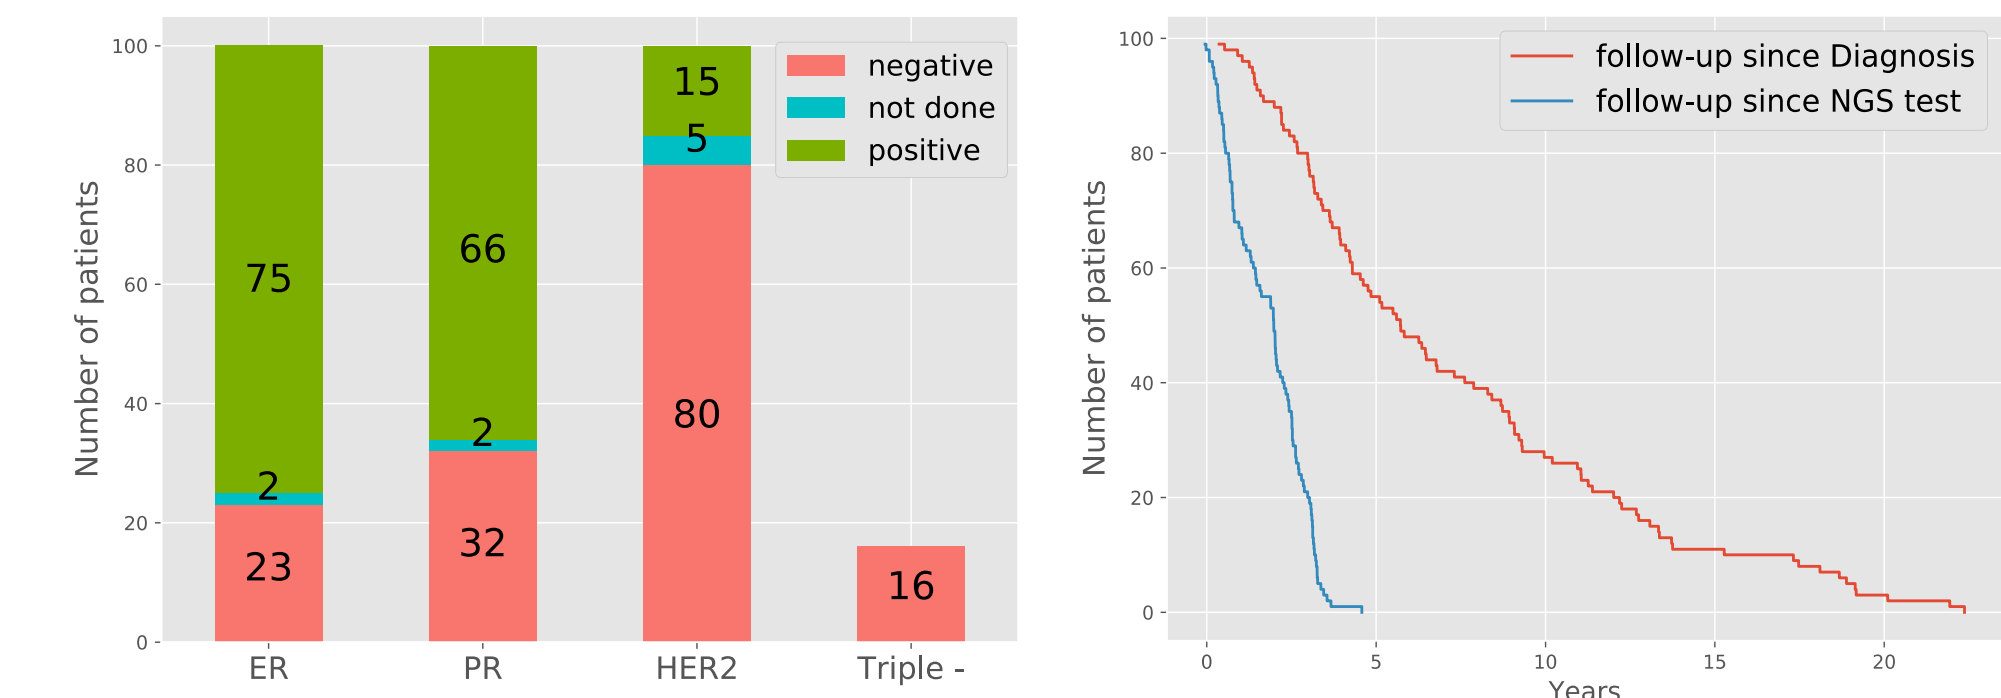 Number of patients
100
80
60
40
20
0
75
2
23
66
2
32
15
5
80
16
negative
not done
positive
ER PR HER2 Triple -
Number of patients
100
80
60
40
20
0
follow-up since Diagnosis
follow-up since NGS test
0 5 10 15 20
Years